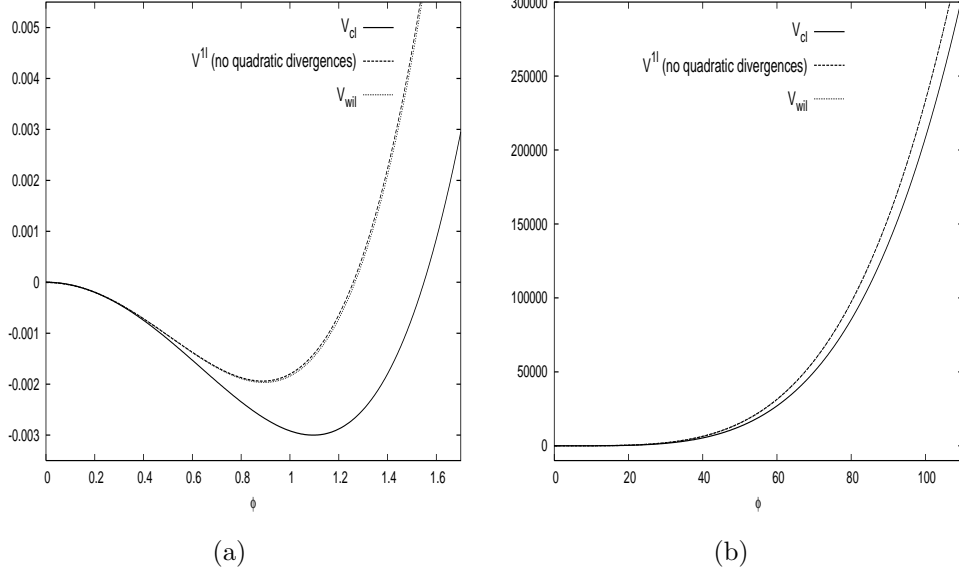 0.005
0.004
0.003
0.002
0.001
0
-0.001
-0.002
-0.003
0 0.2 0.4 0.6 0.8 1 1.2 1.4 1.6
ϕ
V_cl
V^1l (no quadratic divergences)
V_wil
(a)
300000
250000
200000
150000
100000
50000
0
0 20 40 60 80 100
ϕ
V_cl
V^1l (no quadratic divergences)
V_wil
(b)